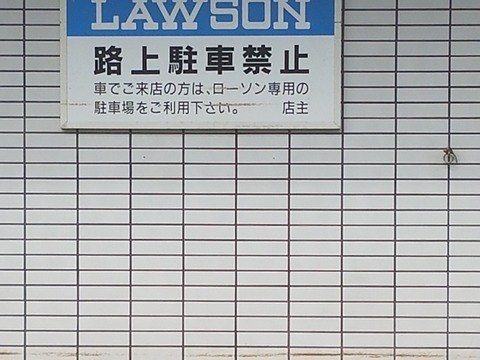 LAWSON
路上駐車禁止
車でご来店の方は、ローソン専用の
駐車場をご利用下さい。 店主